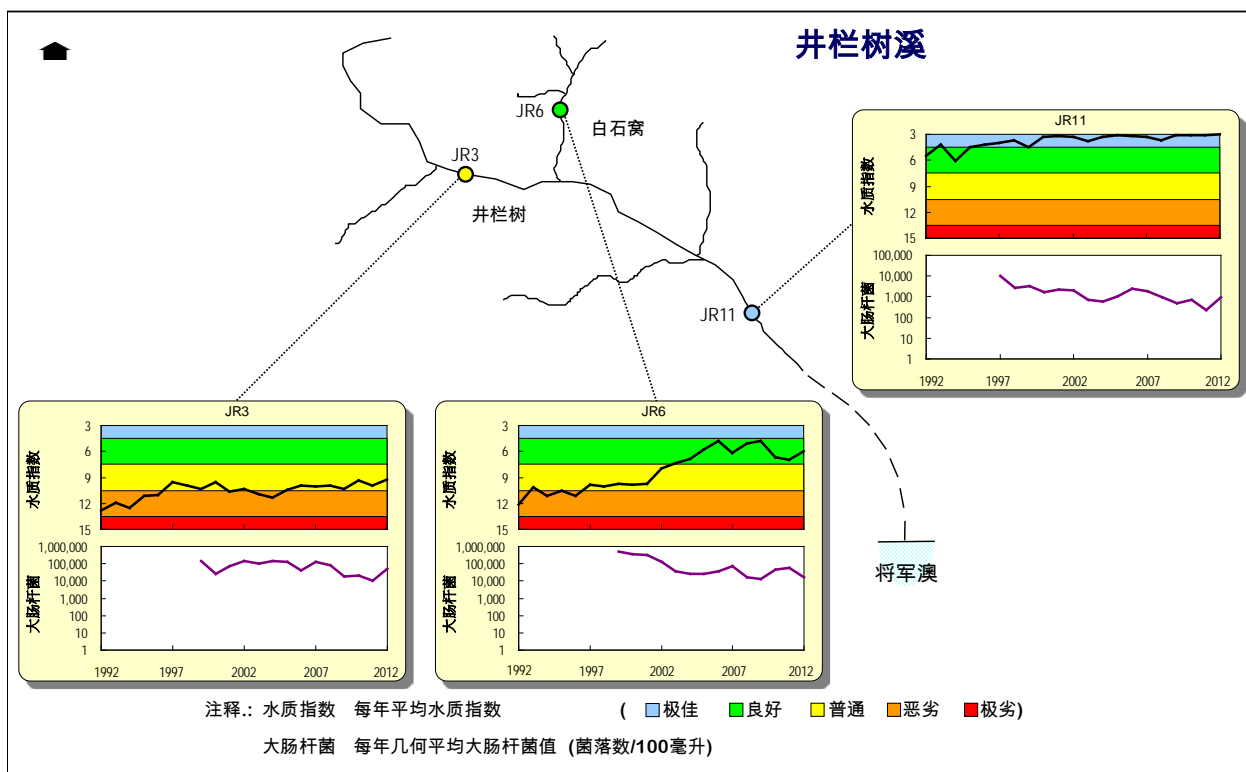 井栏树溪
JR6
白石窝
JR3
井栏树
JR11
将军澳
JR11
水质指数
3
6
9
12
15
大肠杆菌
100,000
10,000
1,000
100
10
1
1992 1997 2002 2007 2012
JR3
水质指数
3
6
9
12
15
大肠杆菌
1,000,000
100,000
10,000
1,000
100
10
1
1992 1997 2002 2007 2012
JR6
水质指数
3
6
9
12
15
大肠杆菌
1,000,000
100,000
10,000
1,000
100
10
1
1992 1997 2002 2007 2012
注释.: 水质指数 每年平均水质指数 ( 极佳 良好 普通 恶劣 极劣)
大肠杆菌 每年几何平均大肠杆菌值 (菌落数/100毫升)